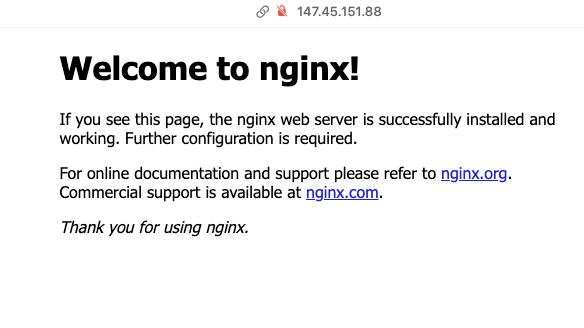 147.45.151.88
Welcome to nginx!
If you see this page, the nginx web server is successfully installed and
working. Further configuration is required.
For online documentation and support please refer to nginx.org.
Commercial support is available at nginx.com.
Thank you for using nginx.